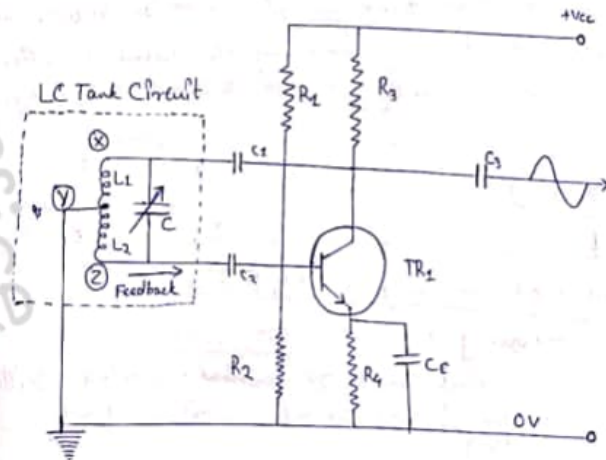 +Vcc
LC Tank Circuit
R1
R3
X
C1
C3
L1
Y
C
L2
Z
Feedback
C2
TR1
R2
R4
CE
0V